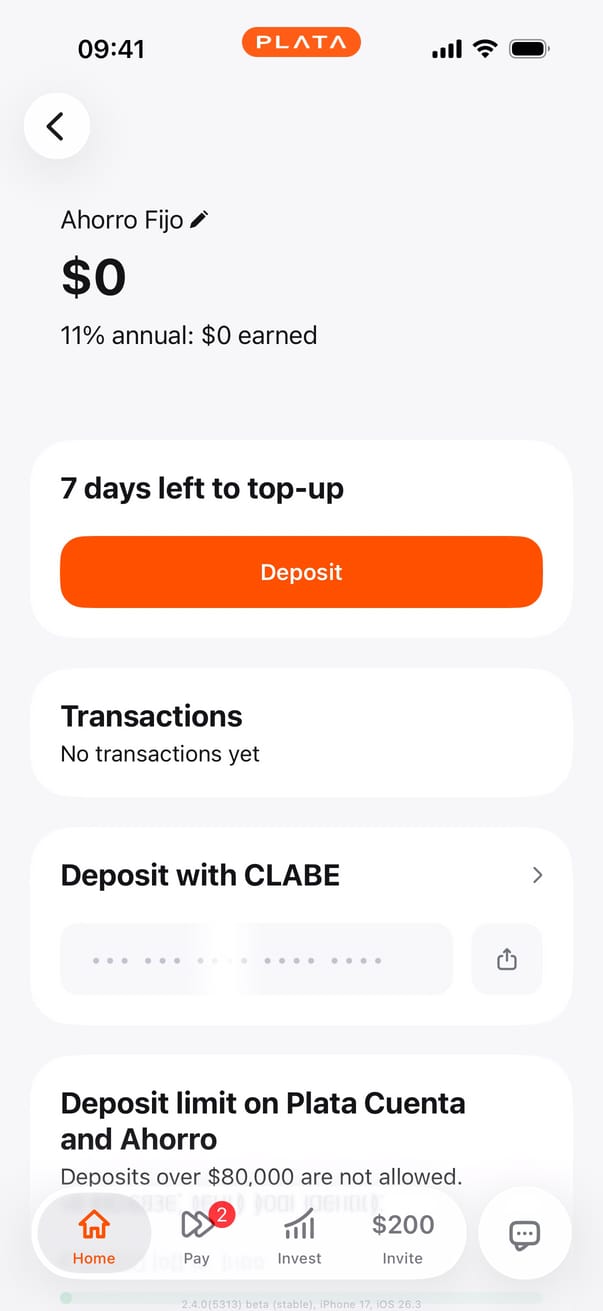 09:41
PLATA
Ahorro Fijo
$0
11% annual: $0 earned
7 days left to top-up
Deposit
Transactions
No transactions yet
Deposit with CLABE
Deposit limit on Plata Cuenta
and Ahorro
Deposits over $80,000 are not allowed.
2
$200
Home
Pay
Invest
Invite
2.4.0(5313) beta (stable), iPhone 17, iOS 26.3